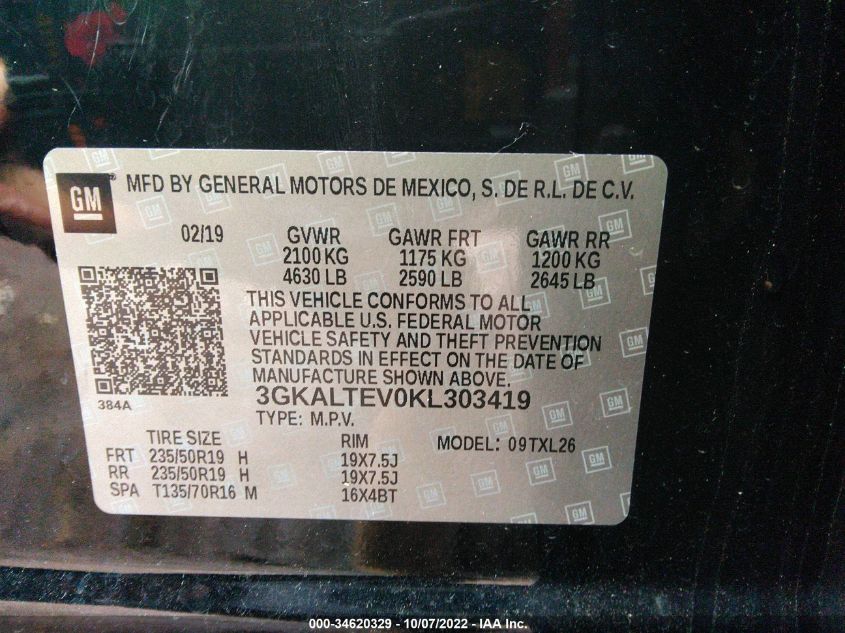 GM
MFD BY GENERAL MOTORS DE MEXICO, S. DE R.L. DE C.V.
02/19 GVWR GAWR FRT GAWR RR
2100 KG 1175 KG 1200 KG
4630 LB 2590 LB 2645 LB
THIS VEHICLE CONFORMS TO ALL
APPLICABLE U.S. FEDERAL MOTOR
VEHICLE SAFETY AND THEFT PREVENTION
STANDARDS IN EFFECT ON THE DATE OF
MANUFACTURE SHOWN ABOVE.
384A
3GKALTEV0KL303419
TYPE: M.P.V.
TIRE SIZE RIM MODEL: 09TXL26
FRT 235/50R19 H 19X7.5J
RR 235/50R19 H 19X7.5J
SPA T135/70R16 M 16X4BT
000-34620329 - 10/07/2022 - IAA Inc.